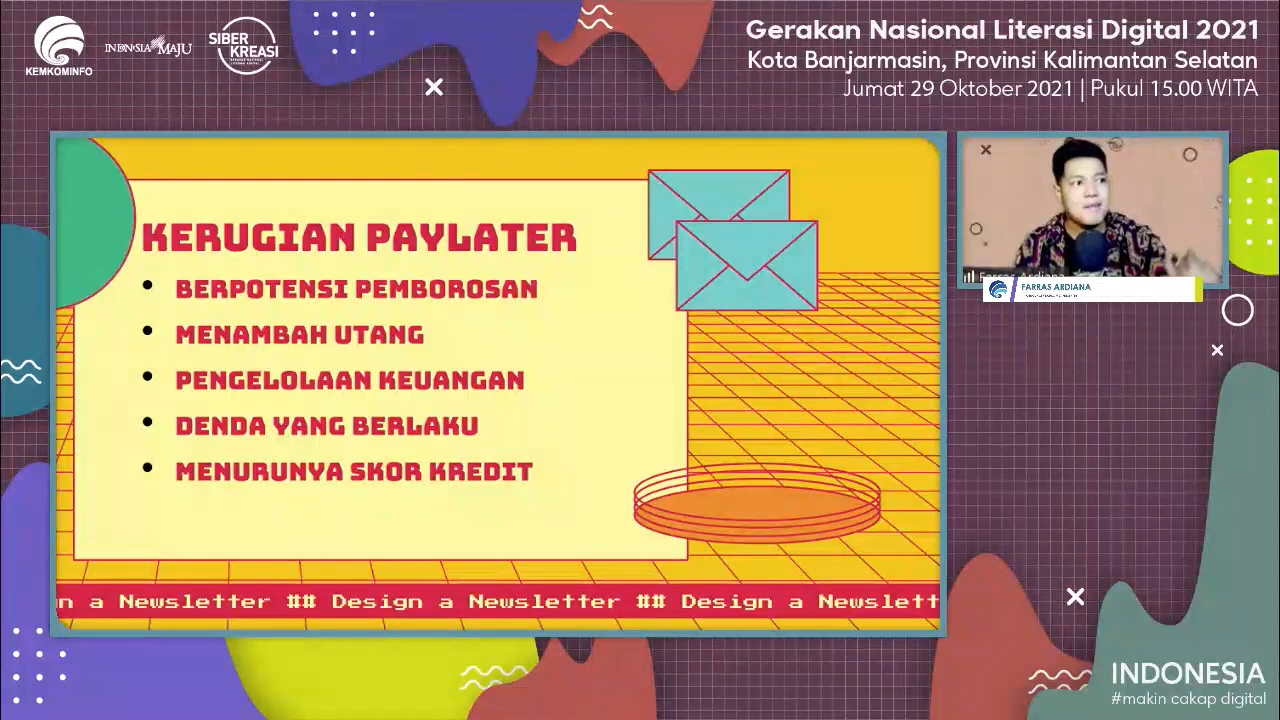 KEMKOMINFO
INDONESIA MAJU
SIBER
KREASI
Gerakan Nasional Literasi Digital 2021
Kota Banjarmasin, Provinsi Kalimantan Selatan
Jumat 29 Oktober 2021 | Pukul 15.00 WITA
KERUGIAN PAYLATER
• BERPOTENSI PEMBOROSAN
• MENAMBAH UTANG
• PENGELOLAAN KEUANGAN
• DENDA YANG BERLAKU
• MENURUNYA SKOR KREDIT
n a Newsletter ## Design a Newsletter ## Design a Newslett
Farras Ardiana
FARRAS ARDIANA
INDONESIA
#makin cakap digital